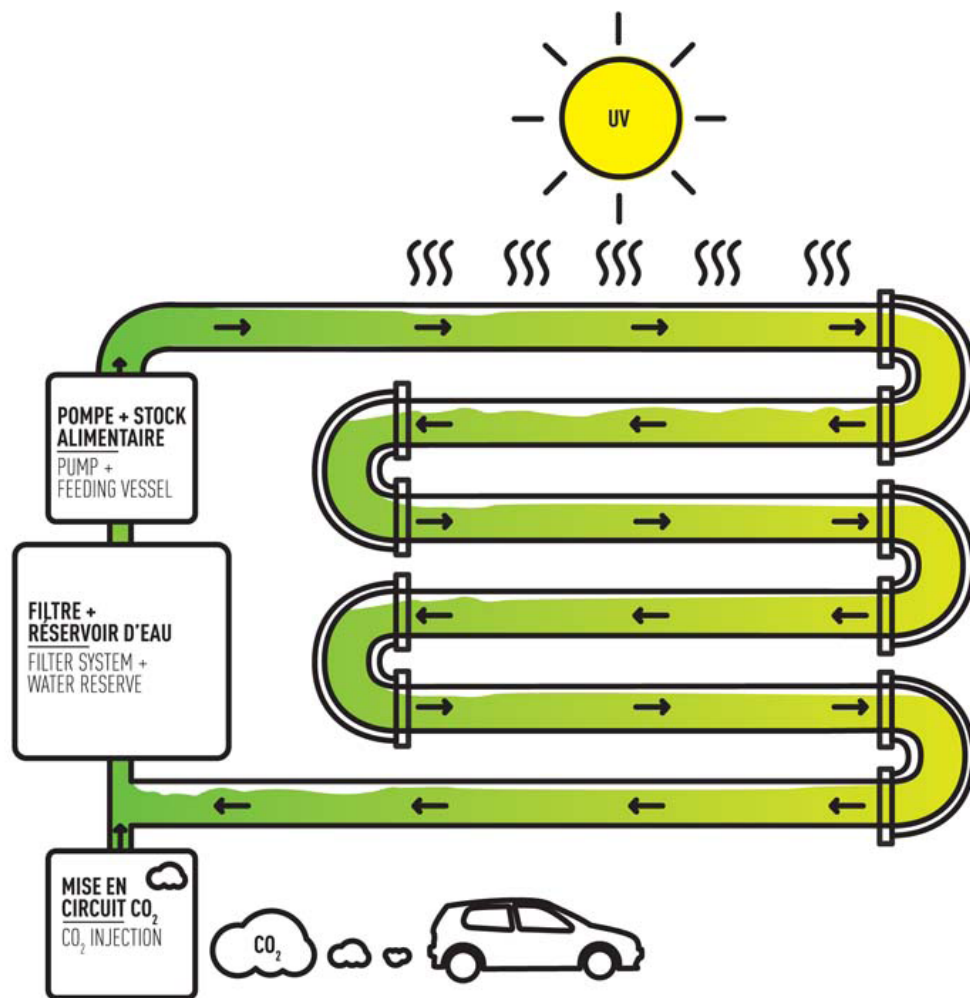 UV
POMPE + STOCK
ALIMENTAIRE
PUMP +
FEEDING VESSEL
FILTRE +
RÉSERVOIR D'EAU
FILTER SYSTEM +
WATER RESERVE
MISE EN
CIRCUIT CO₂
CO₂ INJECTION
CO₂